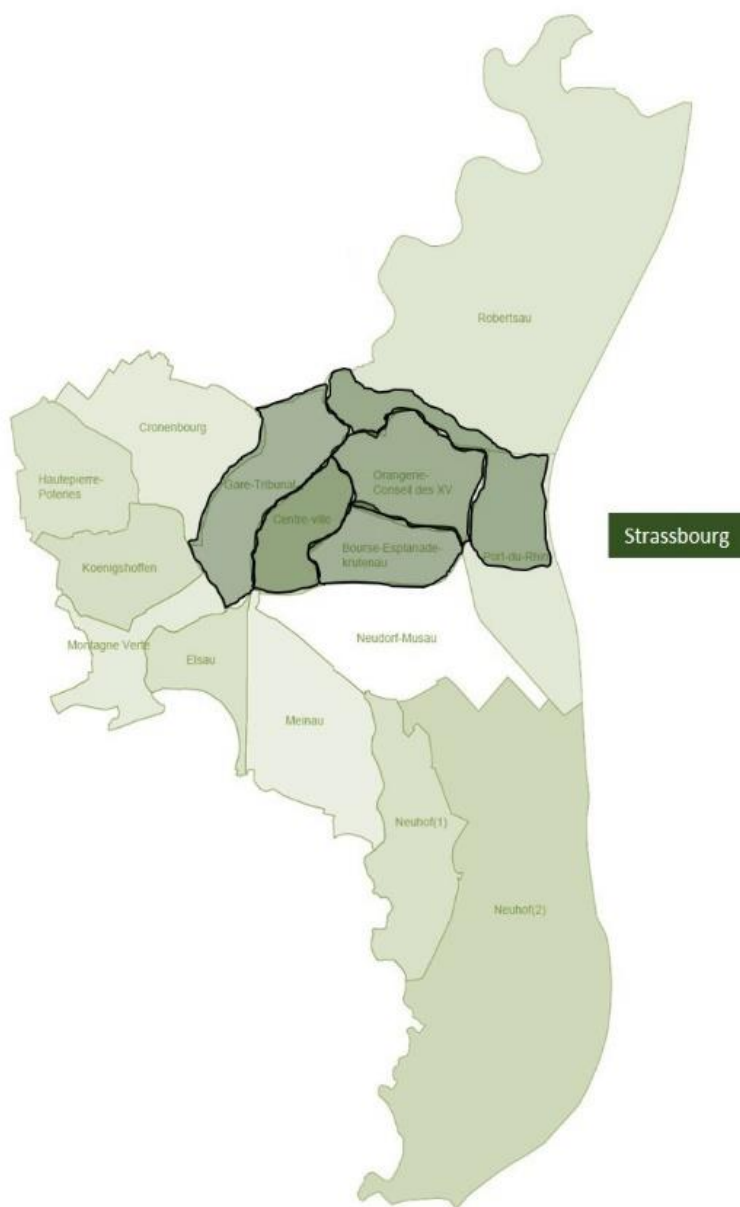 Robertsau
Cronenbourg
Hautepierre-
Poteries
Gare-Tribunal
Orangerie-
Conseil des XV
Centre-ville
Strassbourg
Bourse-Esplanade-
krutenau
Port-du-Rhin
Koenigshoffen
Montagne Verte
Elsau
Neudorf-Musau
Meinau
Neuhof(1)
Neuhof(2)